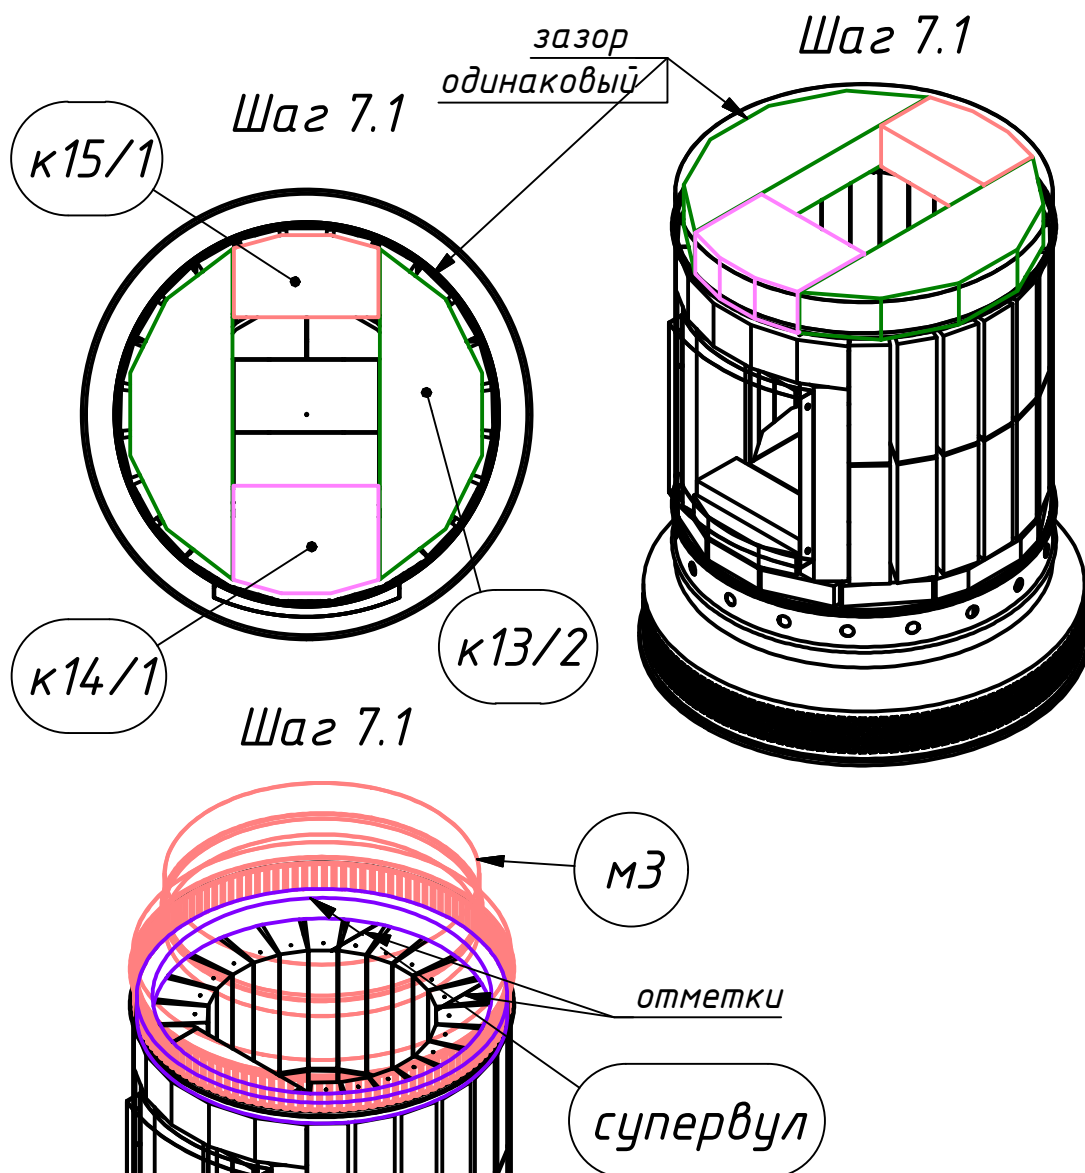 Шаг 7.1
зазор
одинаковый
Шаг 7.1
к15/1
к14/1
к13/2
Шаг 7.1
м3
отметки
супервул